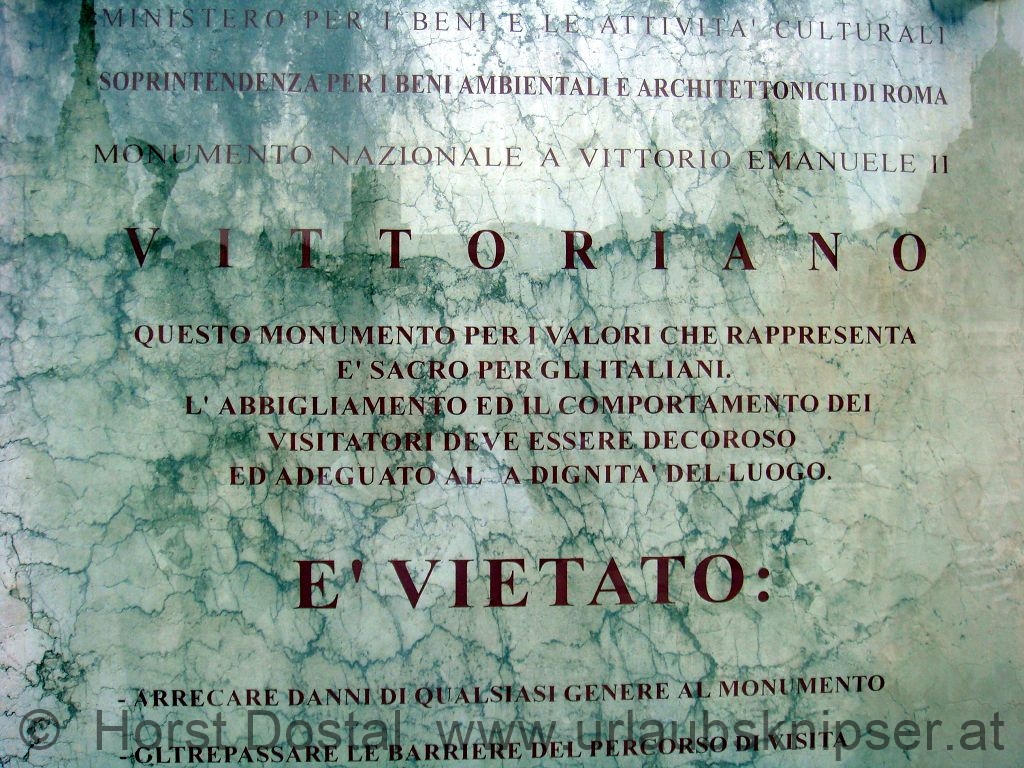 MINISTERO PER I BENI E LE ATTIVITA' CULTURALI
SOPRINTENDENZA PER I BENI AMBIENTALI E ARCHITETTONICII DI ROMA
MONUMENTO NAZIONALE A VITTORIO EMANUELE II
VITTORIANO
QUESTO MONUMENTO PER I VALORI CHE RAPPRESENTA
E' SACRO PER GLI ITALIANI.
L' ABBIGLIAMENTO ED IL COMPORTAMENTO DEI
VISITATORI DEVE ESSERE DECOROSO
ED ADEGUATO AL A DIGNITA' DEL LUOGO.
E' VIETATO:
- ARRECARE DANNI DI QUALSIASI GENERE AL MONUMENTO
© Horst Dostal www.urlaubsknipser.at
- OLTREPASSARE LE BARRIERE DEL PERCORSO DI VISITA